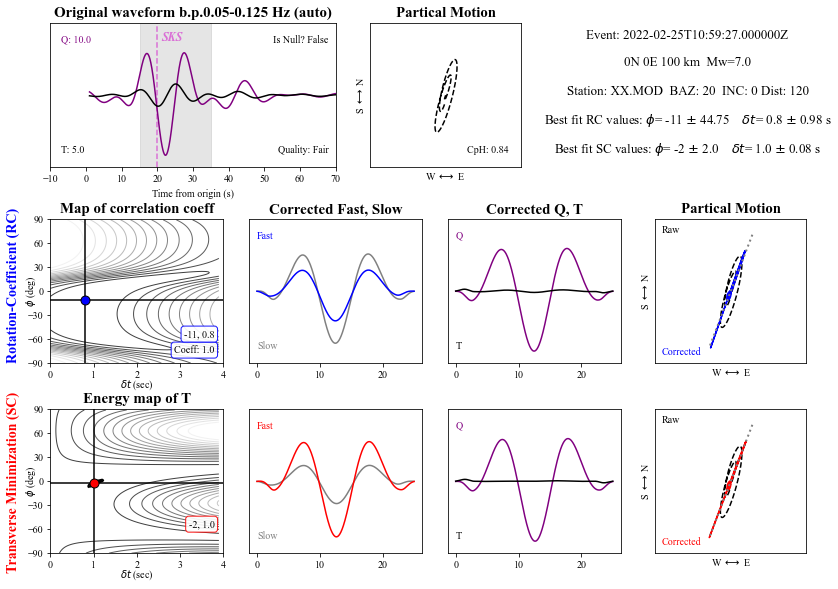 Original waveform b.p.0.05-0.125 Hz (auto)
Q: 10.0
SKS
Is Null? False
T: 5.0
Quality: Fair
−10 0 10 20 30 40 50 60 70
Time from origin (s)
Partical Motion
S ⟷ N
CpH: 0.84
W ⟷ E
Event: 2022-02-25T10:59:27.000000Z
0N 0E 100 km Mw=7.0
Station: XX.MOD BAZ: 20 INC: 0 Dist: 120
Best fit RC values: ϕ= -11 ± 44.75 δt= 0.8 ± 0.98 s
Best fit SC values: ϕ= -2 ± 2.0 δt= 1.0 ± 0.08 s
Rotation-Coefficient (RC)
Map of correlation coeff
ϕ (deg)
90
60
30
0
−30
−60
−90
-11, 0.8
Coeff: 1.0
0 1 2 3 4
δt (sec)
Corrected Fast, Slow
Fast
Slow
0 10 20
Corrected Q, T
Q
T
0 10 20
Partical Motion
Raw
S ⟷ N
Corrected
W ⟷ E
Transverse Minimization (SC)
Energy map of T
ϕ (deg)
90
60
30
0
−30
−60
−90
-2, 1.0
0 1 2 3 4
δt (sec)
Fast
Slow
0 10 20
Q
T
0 10 20
Raw
S ⟷ N
Corrected
W ⟷ E